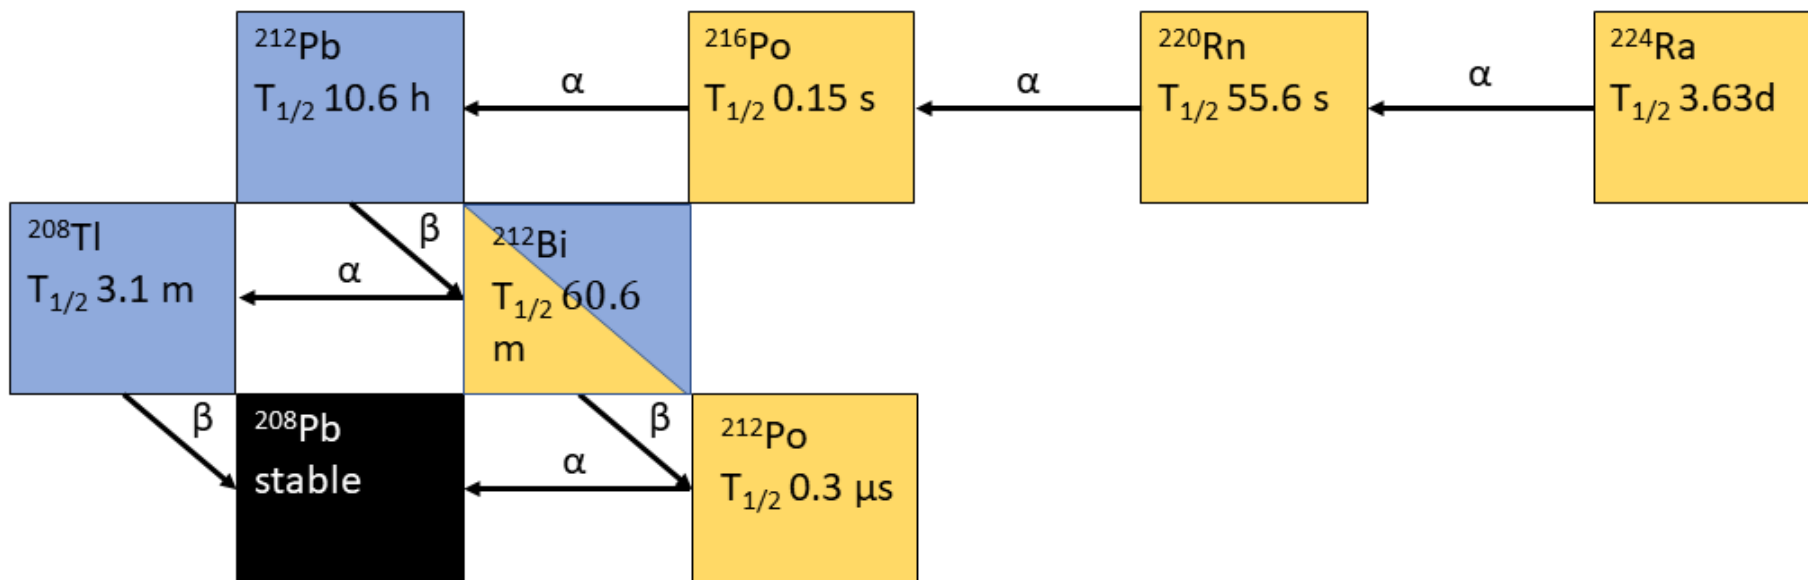 ²¹²Pb
T₁/₂ 10.6 h
α
²¹⁶Po
T₁/₂ 0.15 s
α
²²⁰Rn
T₁/₂ 55.6 s
α
²²⁴Ra
T₁/₂ 3.63d
²⁰⁸Tl
T₁/₂ 3.1 m
α
β
²¹²Bi
T₁/₂ 60.6
m
β
²⁰⁸Pb
stable
α
β
²¹²Po
T₁/₂ 0.3 µs